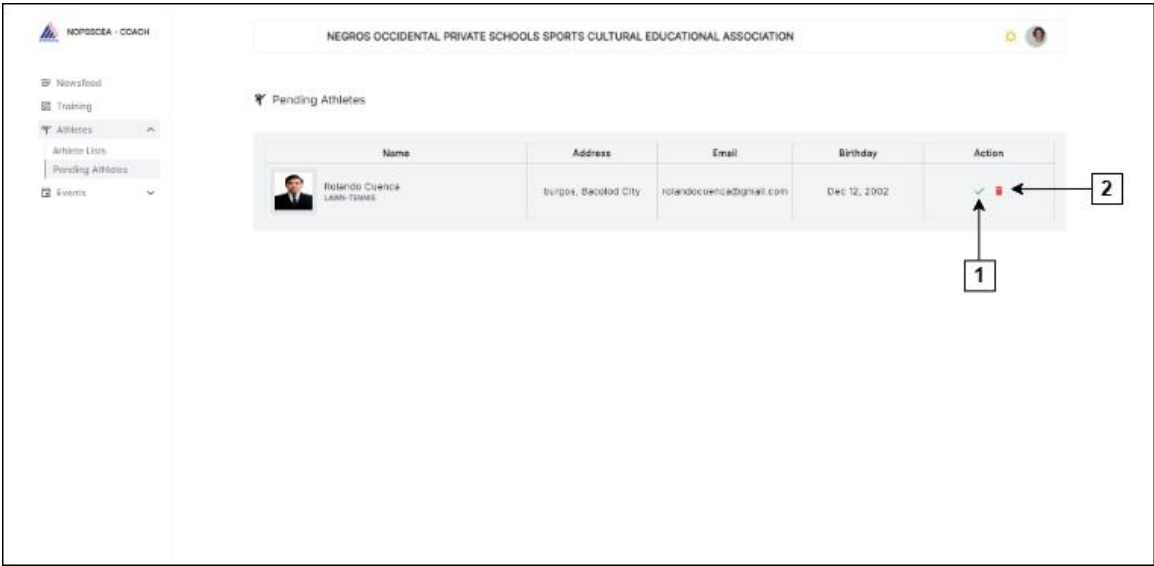 NOPSSCEA - COACH
NEGROS OCCIDENTAL PRIVATE SCHOOLS SPORTS CULTURAL EDUCATIONAL ASSOCIATION
Newsfeed
Training
Athletes
Athlete Lists
Pending Athletes
Events
Pending Athletes
Name Address Email Birthday Action
Rolando Cuenca burgos, Bacolod City rolandocuenca@gmail.com Dec 12, 2002
LAWN-TENNIS
2
1